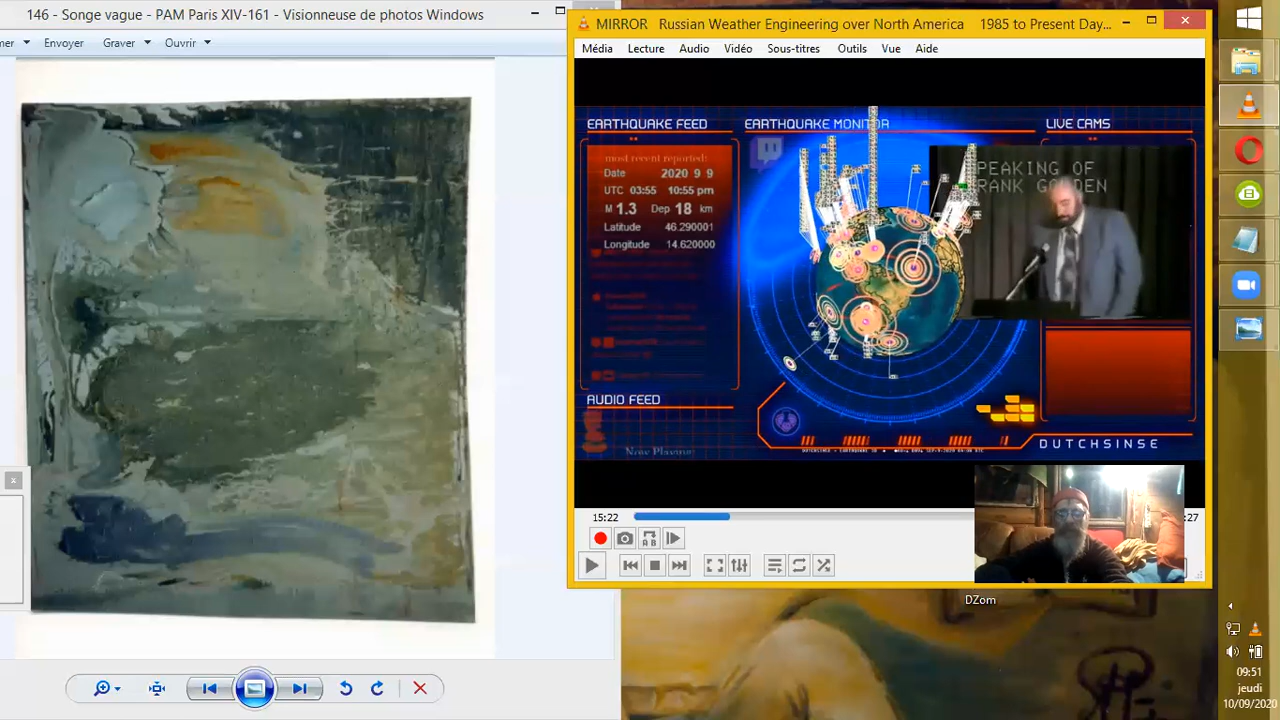 146 - Songe vague - PAM Paris XIV-161 - Visionneuse de photos Windows
mer Envoyer Graver Ouvrir
MIRROR Russian Weather Engineering over North America 1985 to Present Day...
Média Lecture Audio Vidéo Sous-titres Outils Vue Aide
EARTHQUAKE FEED
EARTHQUAKE MONITOR
LIVE CAMS
most recent reported:
Date 2020 9 9
UTC 03:55 10:55 pm
M 1.3 Dep 18 km
Latitude 46.290001
Longitude 14.620000
PEAKING OF
RANK GOLDEN
AUDIO FEED
Now Playing
DUTCHSINSE
15:22
:27
A B
DZom
09:51
jeudi
10/09/2020